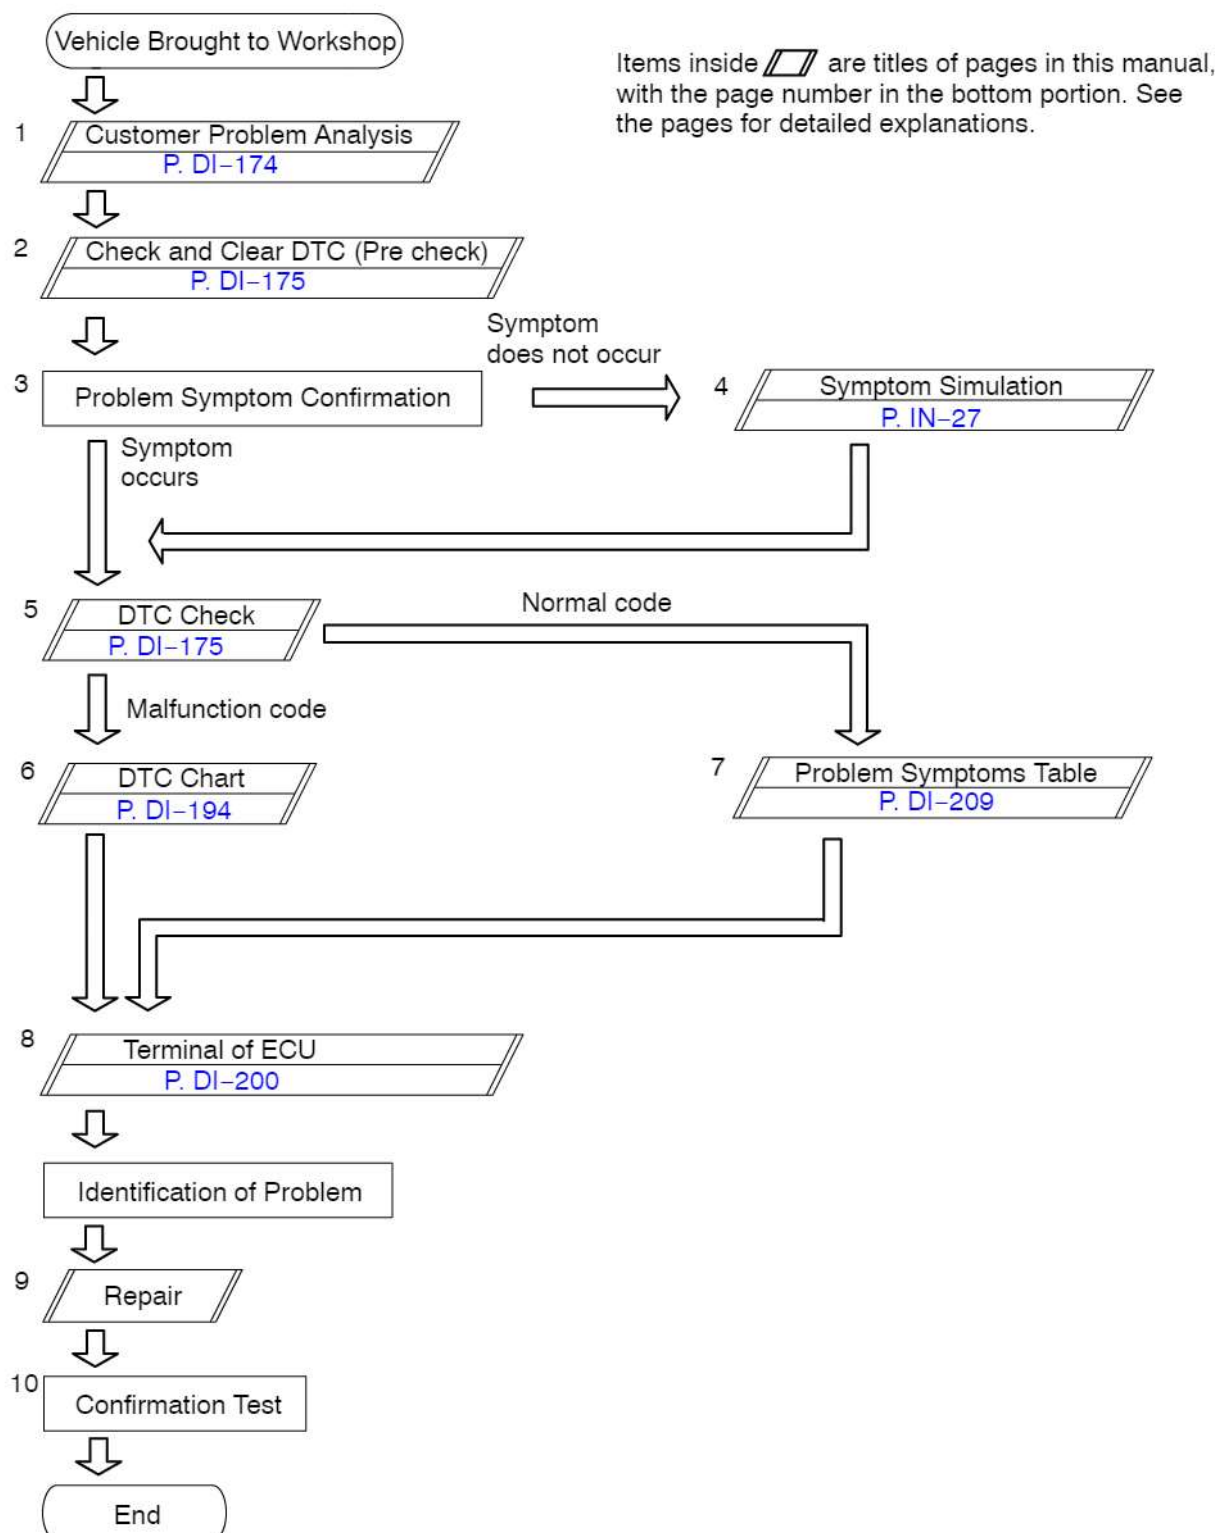 Vehicle Brought to Workshop
Items inside are titles of pages in this manual,
with the page number in the bottom portion. See
the pages for detailed explanations.
1
Customer Problem Analysis
P. DI–174
2
Check and Clear DTC (Pre check)
P. DI–175
Symptom
does not occur
3
Problem Symptom Confirmation
4
Symptom Simulation
P. IN–27
Symptom
occurs
5
DTC Check
P. DI–175
Normal code
Malfunction code
6
DTC Chart
P. DI–194
7
Problem Symptoms Table
P. DI–209
8
Terminal of ECU
P. DI–200
Identification of Problem
9
Repair
10
Confirmation Test
End